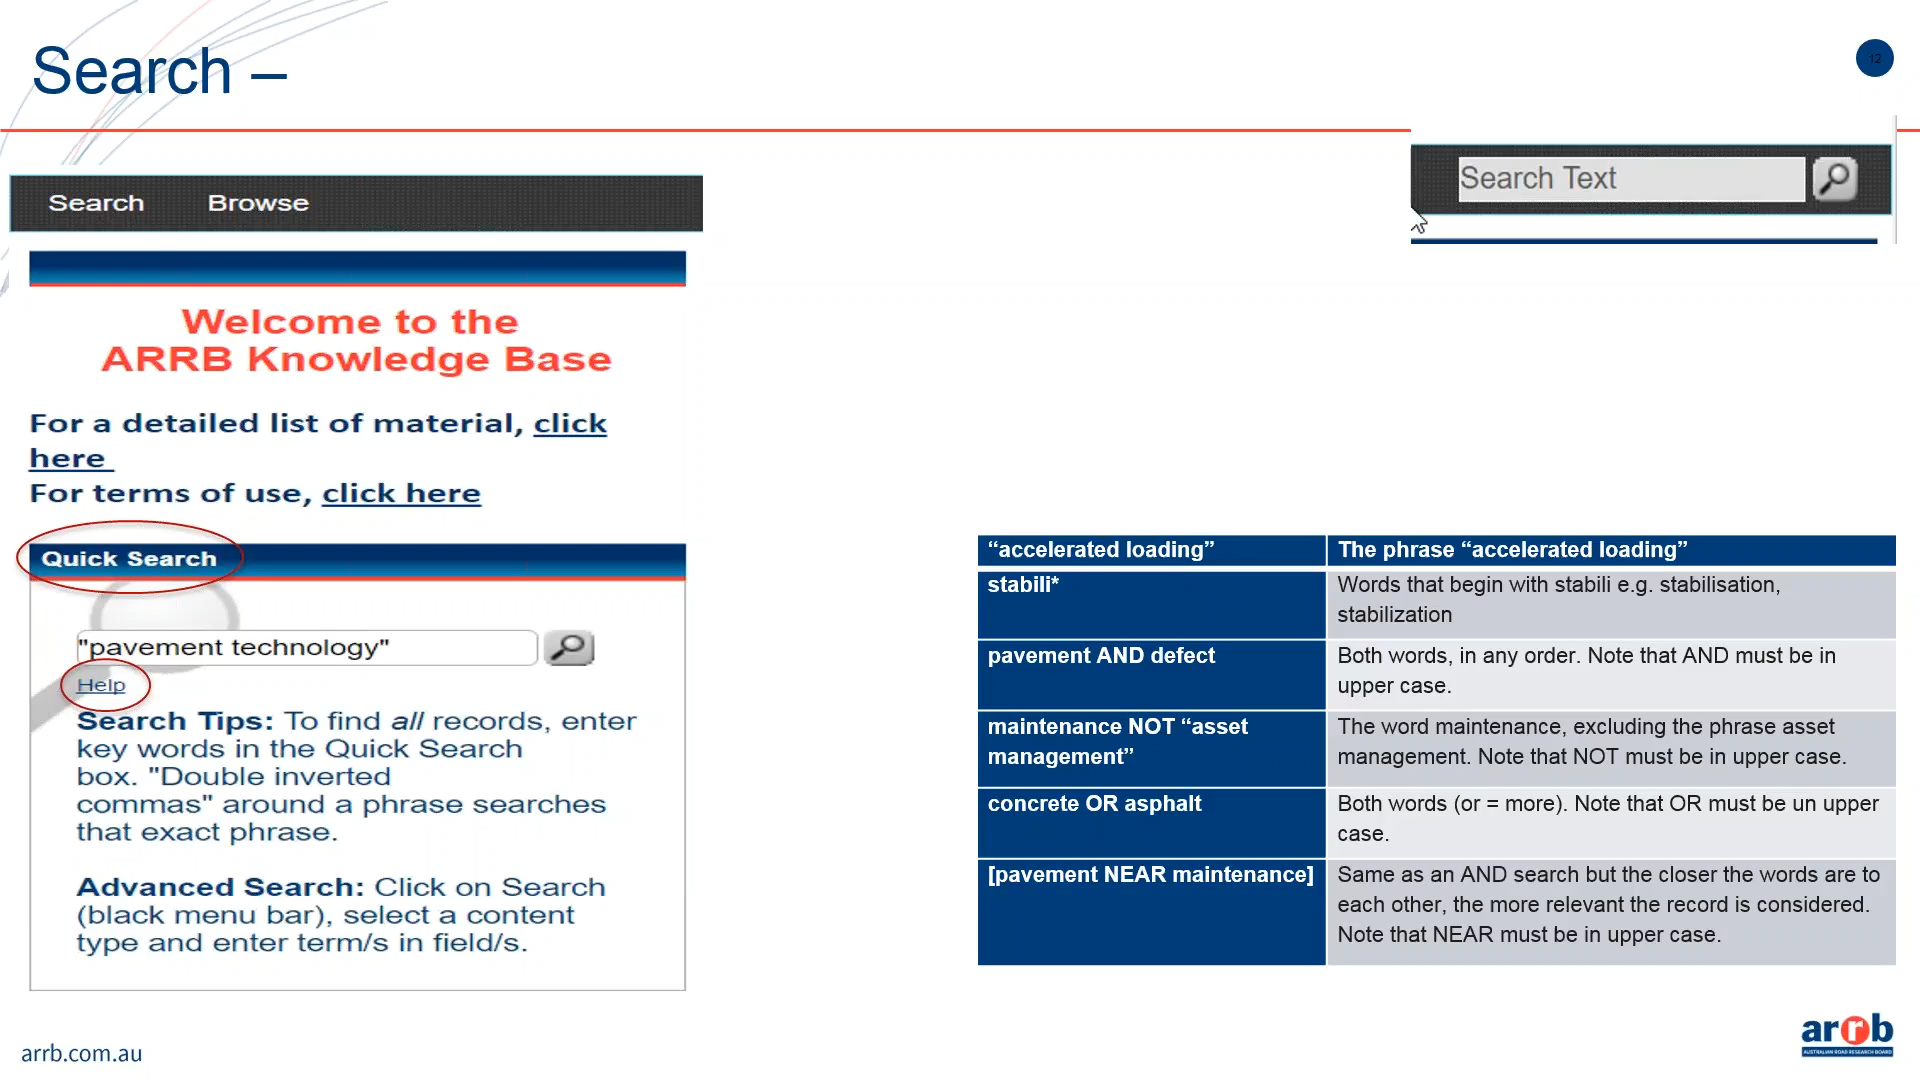 Search –
12
Search Browse
Search Text
Welcome to the
ARRB Knowledge Base
For a detailed list of material, click
here
For terms of use, click here
Quick Search
"pavement technology"
Help
Search Tips: To find all records, enter
key words in the Quick Search
box. "Double inverted
commas" around a phrase searches
that exact phrase.
Advanced Search: Click on Search
(black menu bar), select a content
type and enter term/s in field/s.
“accelerated loading” The phrase “accelerated loading”
stabili* Words that begin with stabili e.g. stabilisation,
stabilization
pavement AND defect Both words, in any order. Note that AND must be in
upper case.
maintenance NOT “asset The word maintenance, excluding the phrase asset
management” management. Note that NOT must be in upper case.
concrete OR asphalt Both words (or = more). Note that OR must be un upper
case.
[pavement NEAR maintenance] Same as an AND search but the closer the words are to
each other, the more relevant the record is considered.
Note that NEAR must be in upper case.
arrb.com.au
arrb
AUSTRALIAN ROAD RESEARCH BOARD